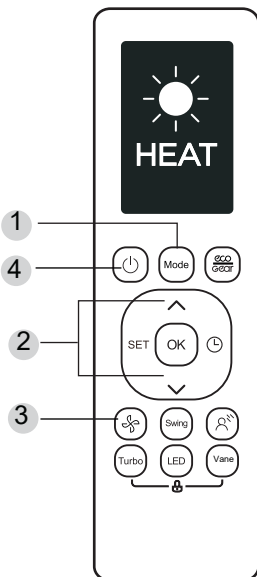 HEAT
1
4
Mode
eco
Gear
2
SET
OK
3
Swing
Turbo
LED
Vane